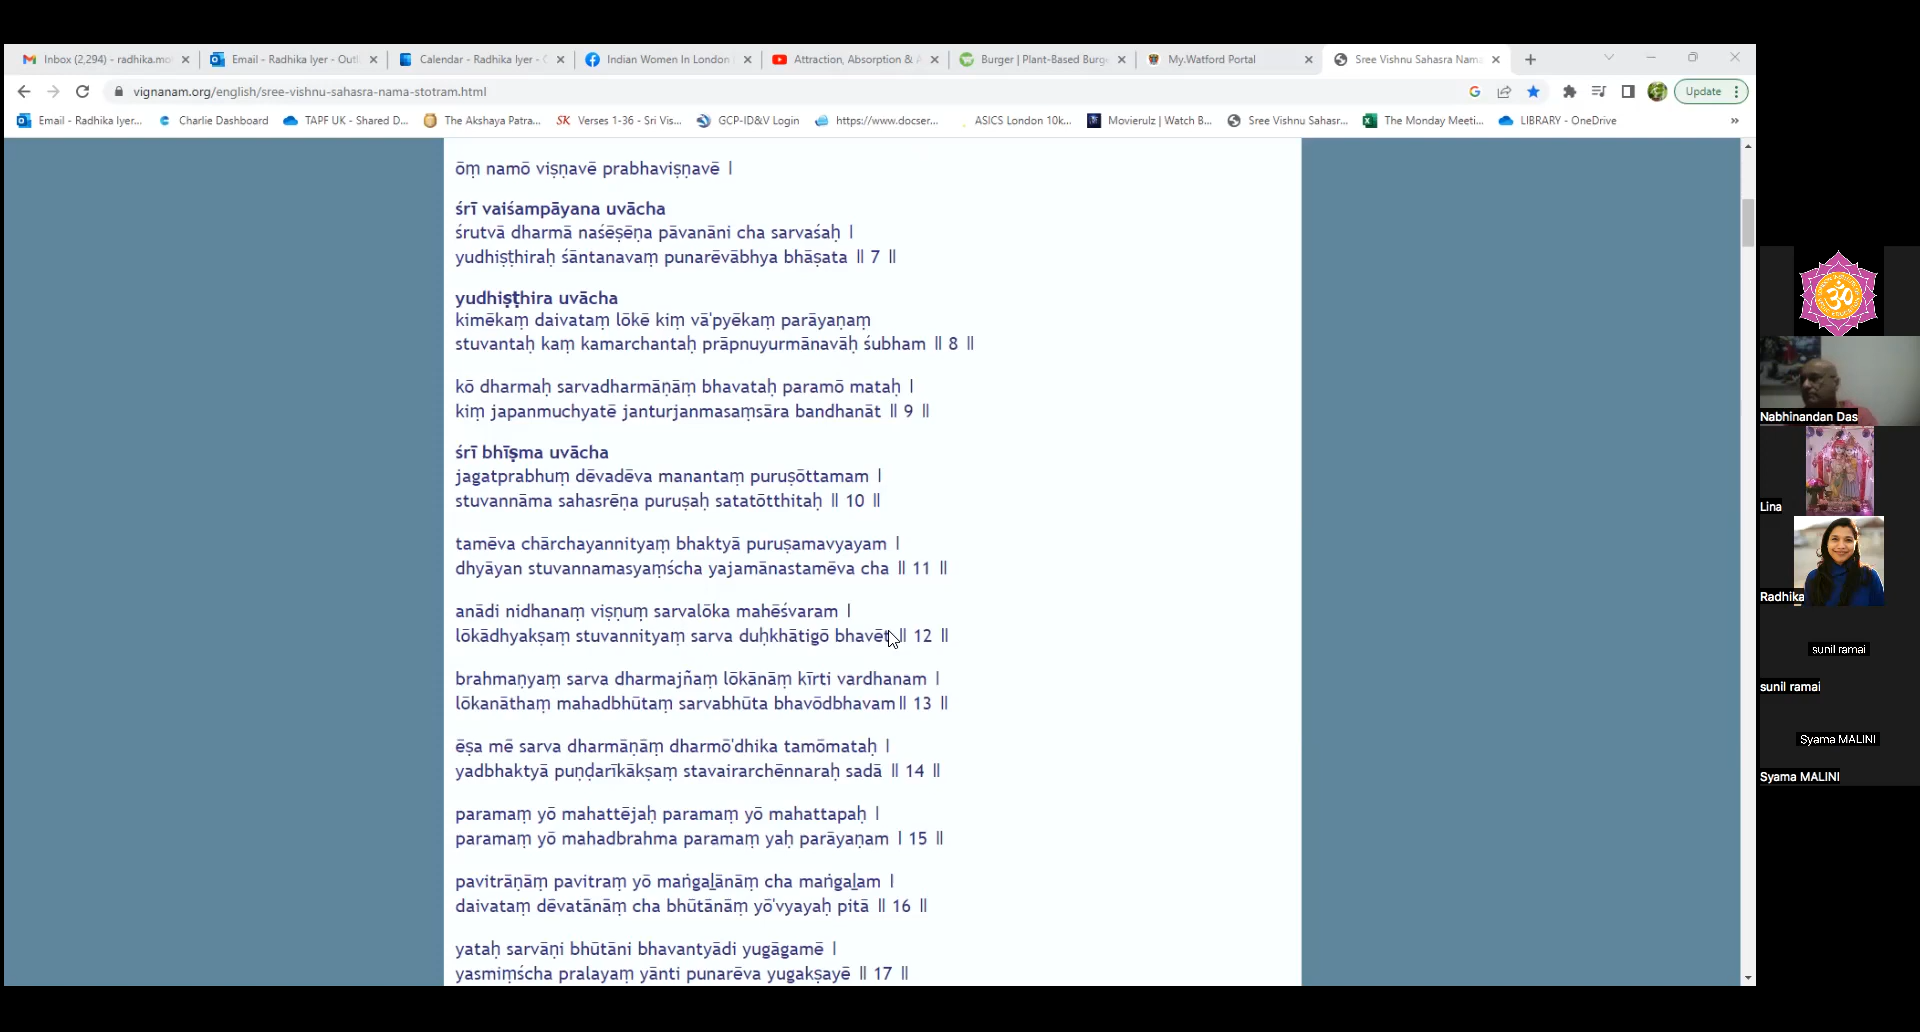 Inbox (2,294) - radhika.mo
Email - Radhika Iyer - Outl
Calendar - Radhika Iyer -
Indian Women In London
Attraction, Absorption &
Burger | Plant-Based Burg
My.Watford Portal
Sree Vishnu Sahasra Nam
vignanam.org/english/sree-vishnu-sahasra-nama-stotram.html
Update
Email - Radhika Iyer...
Charlie Dashboard
TAPF UK - Shared D...
The Akshaya Patra...
SK Verses 1-36 - Sri Vis...
GCP-ID&V Login
https://www.docser...
ASICS London 10k...
Movierulz | Watch B...
Sree Vishnu Sahasr...
The Monday Meeti...
LIBRARY - OneDrive
»
ōṃ namō viṣṇavē prabhaviṣṇavē |
śrī vaiśampāyana uvācha
śrutvā dharmā naśēṣēṇa pāvanāni cha sarvaśaḥ |
yudhiṣṭhiraḥ śāntanavaṃ punarēvābhya bhāṣata ‖ 7 ‖
yudhiṣṭhira uvācha
kimēkaṃ daivataṃ lōkē kiṃ vā'pyēkaṃ parāyaṇaṃ
stuvantaḥ kaṃ kamarchantaḥ prāpnuyurmānavāḥ śubham ‖ 8 ‖
kō dharmaḥ sarvadharmāṇāṃ bhavataḥ paramō mataḥ |
kiṃ japanmuchyatē janturjanmasaṃsāra bandhanāt ‖ 9 ‖
śrī bhīṣma uvācha
jagatprabhuṃ dēvadēva manantaṃ puruṣōttamam |
stuvannāma sahasrēṇa puruṣaḥ satatōtthitaḥ ‖ 10 ‖
tamēva chārchayannityaṃ bhaktyā puruṣamavyayam |
dhyāyan stuvannamasyaṃścha yajamānastamēva cha ‖ 11 ‖
anādi nidhanaṃ viṣṇuṃ sarvalōka mahēśvaram |
lōkādhyakṣaṃ stuvannityaṃ sarva duḥkhātigō bhavēt ‖ 12 ‖
brahmaṇyaṃ sarva dharmajñaṃ lōkānāṃ kīrti vardhanam |
lōkanāthaṃ mahadbhūtaṃ sarvabhūta bhavōdbhavam‖ 13 ‖
ēṣa mē sarva dharmāṇāṃ dharmō'dhika tamōmataḥ |
yadbhaktyā puṇḍarīkākṣaṃ stavairarchēnnaraḥ sadā ‖ 14 ‖
paramaṃ yō mahattējaḥ paramaṃ yō mahattapaḥ |
paramaṃ yō mahadbrahma paramaṃ yaḥ parāyaṇam | 15 ‖
pavitrāṇāṃ pavitraṃ yō maṅgaḻānāṃ cha maṅgaḻam |
daivataṃ dēvatānāṃ cha bhūtānāṃ yō'vyayaḥ pitā ‖ 16 ‖
yataḥ sarvāṇi bhūtāni bhavantyādi yugāgamē |
yasmiṃścha pralayaṃ yānti punarēva yugakṣayē ‖ 17 ‖
ॐ
Nabhinandan Das
Lina
Radhika
sunil ramai
sunil ramai
Syama MALINI
Syama MALINI